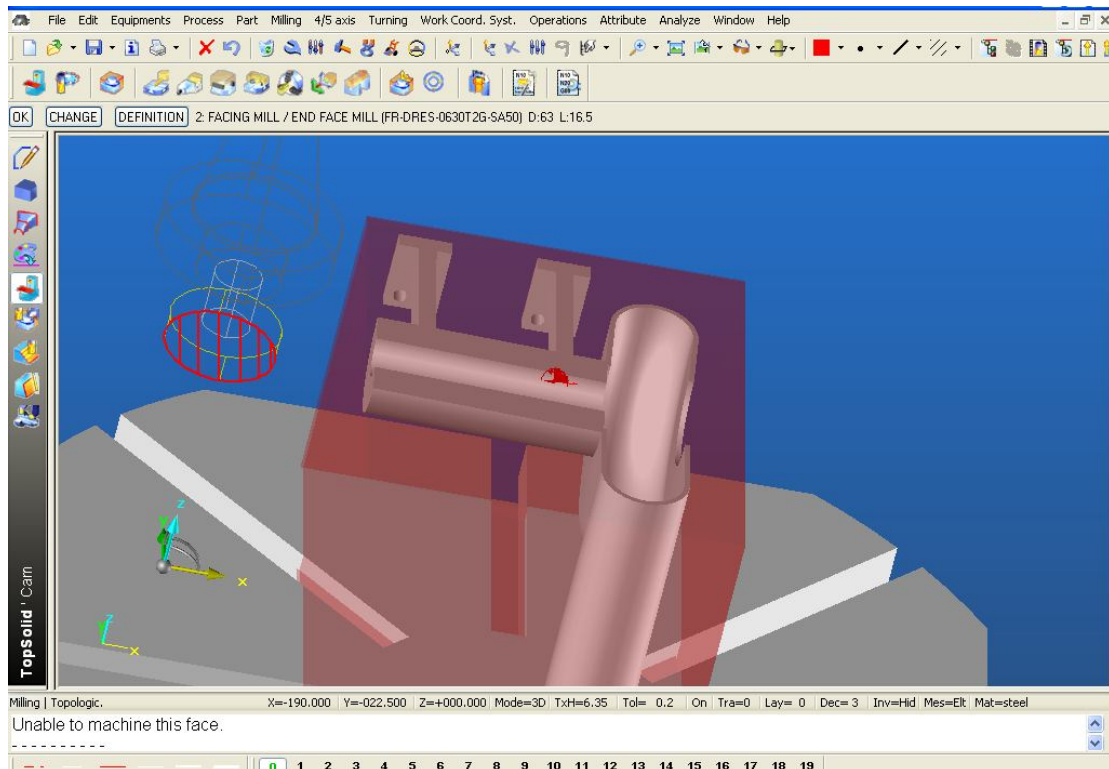 File Edit Equipments Process Part Milling 4/5 axis Turning Work Coord. Syst. Operations Attribute Analyze Window Help
OK CHANGE DEFINITION 2: FACING MILL / END FACE MILL (FR-DRES-0630T2G-SA50) D:63 L:16.5
z
x
z
x
TopSolid'Cam
Milling | Topologic. X=-190.000 Y=-022.500 Z=+000.000 Mode=3D TxH=6.35 Tol= 0.2 On Tra=0 Lay= 0 Dec= 3 Inv=Hid Mes=Elt Mat=steel
Unable to machine this face.
- - - - - - - - - -
0 1 2 3 4 5 6 7 8 9 10 11 12 13 14 15 16 17 18 19